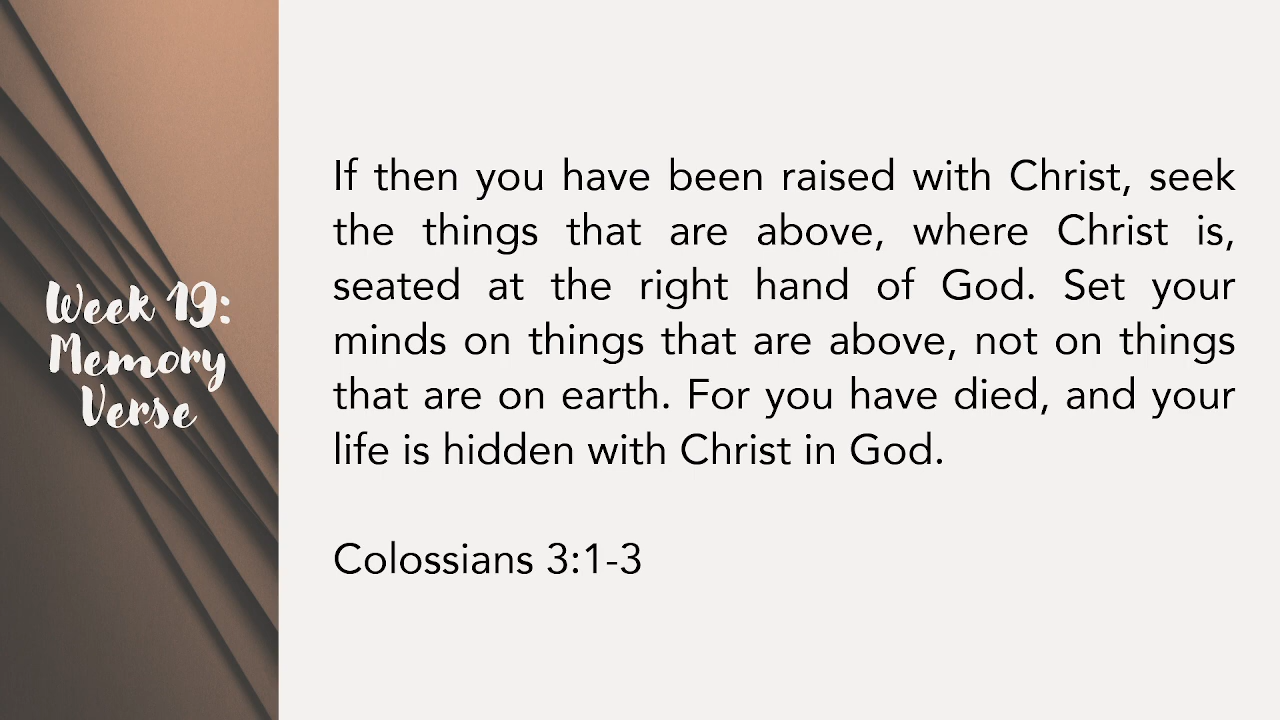 Week 19:
Memory
Verse
If then you have been raised with Christ, seek
the things that are above, where Christ is,
seated at the right hand of God. Set your
minds on things that are above, not on things
that are on earth. For you have died, and your
life is hidden with Christ in God.
Colossians 3:1-3